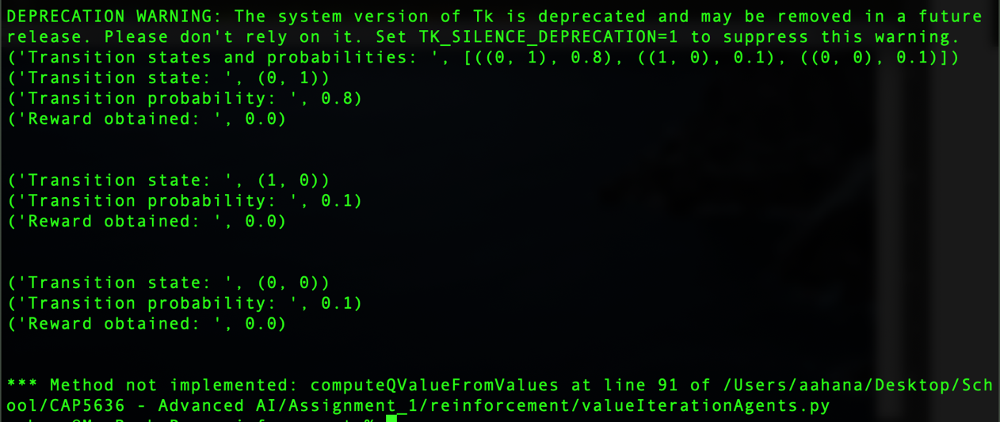 DEPRECATION WARNING: The system version of Tk is deprecated and may be removed in a future
release. Please don't rely on it. Set TK_SILENCE_DEPRECATION=1 to suppress this warning.
('Transition states and probabilities: ', [((0, 1), 0.8), ((1, 0), 0.1), ((0, 0), 0.1)])
('Transition state: ', (0, 1))
('Transition probability: ', 0.8)
('Reward obtained: ', 0.0)
('Transition state: ', (1, 0))
('Transition probability: ', 0.1)
('Reward obtained: ', 0.0)
('Transition state: ', (0, 0))
('Transition probability: ', 0.1)
('Reward obtained: ', 0.0)
*** Method not implemented: computeQValueFromValues at line 91 of /Users/aahana/Desktop/Sch
ool/CAP5636 - Advanced AI/Assignment_1/reinforcement/valueIterationAgents.py